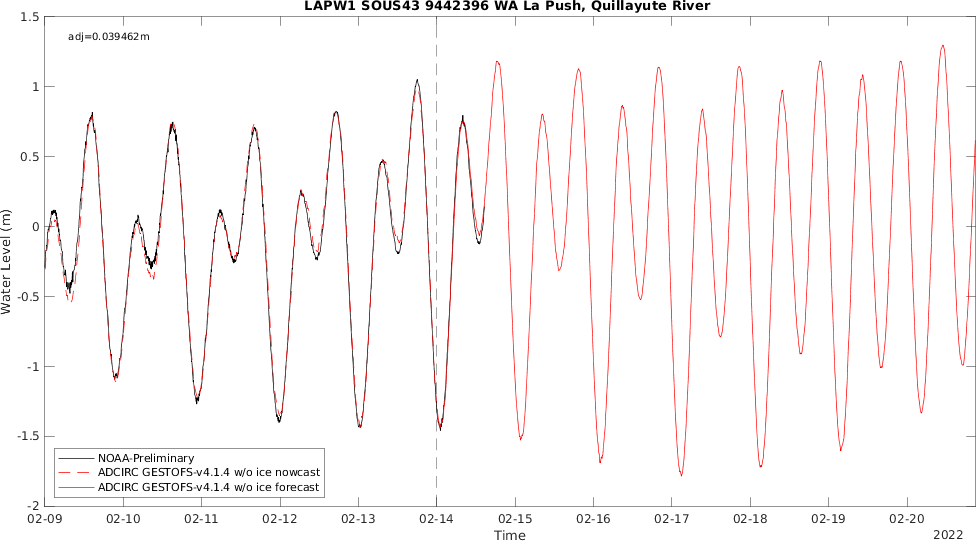 LAPW1 SOUS43 9442396 WA La Push, Quillayute River
adj=0.039462m
1.5
1
0.5
0
-0.5
-1
-1.5
-2
Water Level (m)
NOAA-Preliminary
ADCIRC GESTOFS-v4.1.4 w/o ice nowcast
ADCIRC GESTOFS-v4.1.4 w/o ice forecast
02-09 02-10 02-11 02-12 02-13 02-14 02-15 02-16 02-17 02-18 02-19 02-20
Time
2022